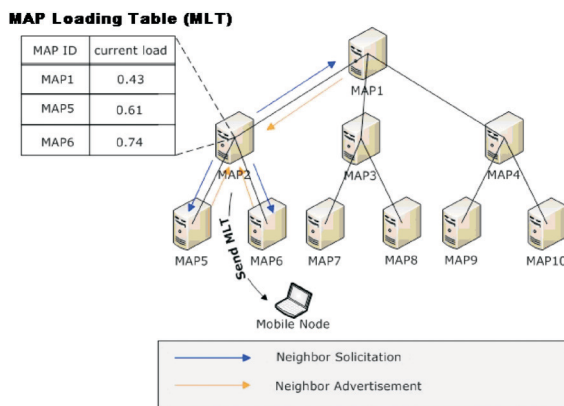 MAP Loading Table (MLT)
MAP ID current load
MAP1 0.43
MAP5 0.61
MAP6 0.74
MAP1
MAP2
MAP3
MAP4
MAP5
MAP6
MAP7
MAP8
MAP9
MAP10
Send MLT
Mobile Node
Neighbor Solicitation
Neighbor Advertisement